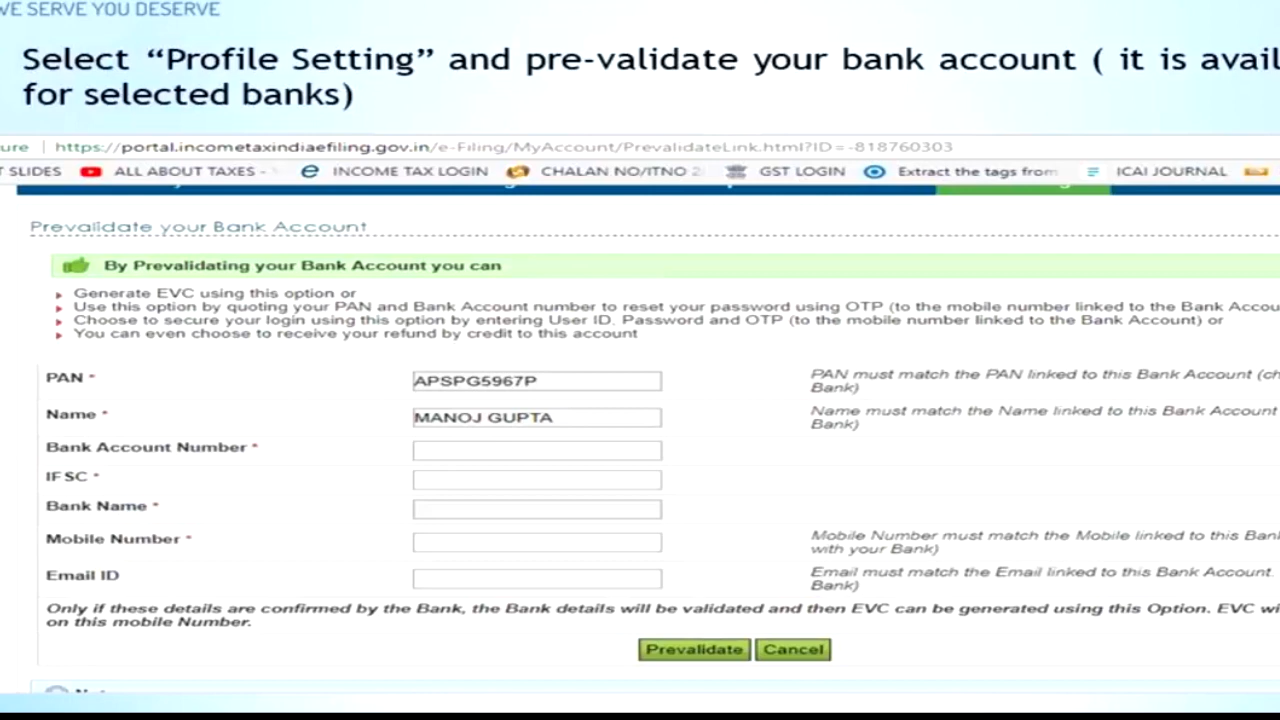 WE SERVE YOU DESERVE
Select “Profile Setting” and pre-validate your bank account ( it is avail
for selected banks)
ure | https://portal.incometaxindiaefiling.gov.in/e-Filing/MyAccount/PrevalidateLink.html?ID=-818760303
T SLIDES ALL ABOUT TAXES - INCOME TAX LOGIN CHALAN NO/ITNO 2 GST LOGIN Extract the tags from ICAI JOURNAL
Prevalidate your Bank Account
By Prevalidating your Bank Account you can
Generate EVC using this option or
Use this option by quoting your PAN and Bank Account number to reset your password using OTP (to the mobile number linked to the Bank Accou
Choose to secure your login using this option by entering User ID, Password and OTP (to the mobile number linked to the Bank Account) or
You can even choose to receive your refund by credit to this account
PAN * APSPG5967P PAN must match the PAN linked to this Bank Account (ch
Bank)
Name * MANOJ GUPTA Name must match the Name linked to this Bank Account
Bank)
Bank Account Number *
IFSC *
Bank Name *
Mobile Number * Mobile Number must match the Mobile linked to this Bank
with your Bank)
Email ID Email must match the Email linked to this Bank Account.
Bank)
Only if these details are confirmed by the Bank, the Bank details will be validated and then EVC can be generated using this Option. EVC wi
on this mobile Number.
Prevalidate Cancel